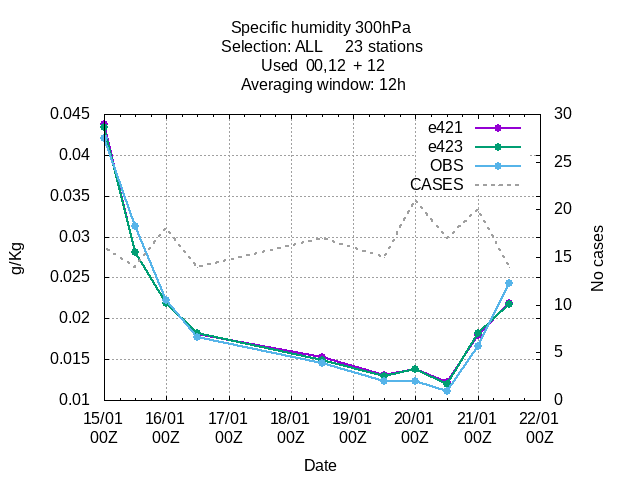 Specific humidity 300hPa
Selection: ALL     23 stations
Used  00,12  + 12
Averaging window: 12h
0.045
0.04
0.035
0.03
0.025
0.02
0.015
0.01
g/Kg
e421
e423
OBS
CASES
30
25
20
15
10
5
0
No cases
15/01 16/01 17/01 18/01 19/01 20/01 21/01 22/01
00Z 00Z 00Z 00Z 00Z 00Z 00Z 00Z
Date